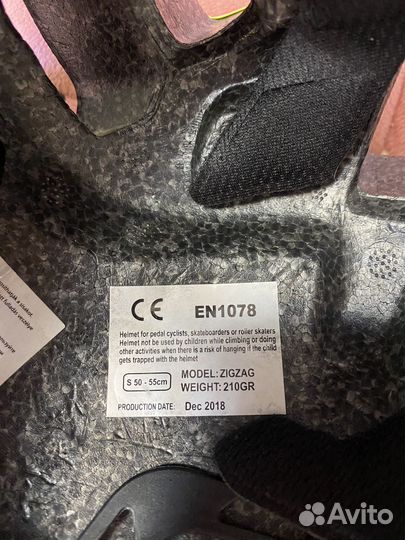 CE EN1078
Helmet for pedal cyclists, skateboarders or roller skaters
Helmet not be used by children while climbing or doing
other activities when there is a risk of hanging if the child
gets trapped with the helmet
S 50 - 55cm
MODEL:ZIGZAG
WEIGHT:210GR
PRODUCTION DATE: Dec 2018
Avito